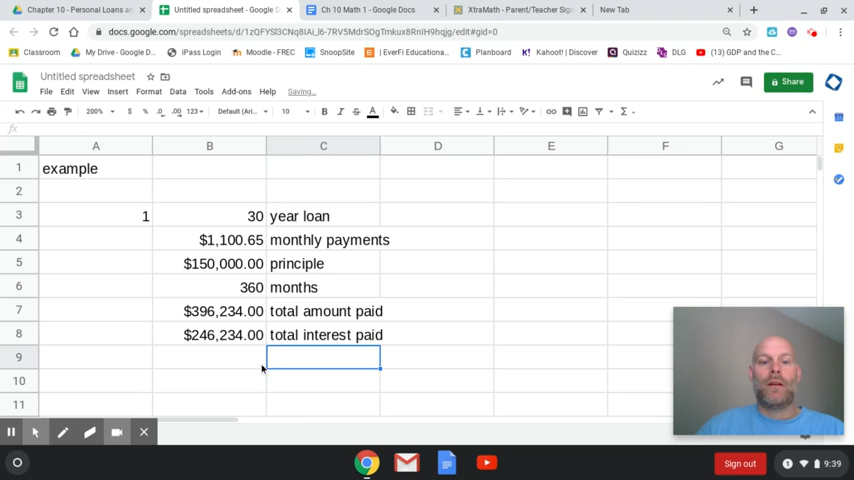 Chapter 10 - Personal Loans an
Untitled spreadsheet - Google S
Ch 10 Math 1 - Google Docs
XtraMath - Parent/Teacher Sign
New Tab
docs.google.com/spreadsheets/d/1zQFYSl3CNq8IAi_l6-7RV5MdrSOgTmkux8RnIH9hqjg/edit#gid=0
Classroom
My Drive - Google D...
iPass Login
Moodle - FREC
SnoopSite
[EverFi Educationa...
Planboard
Kahoot! | Discover
Quizizz
DLG
(13) GDP and the C...
Untitled spreadsheet
File Edit View Insert Format Data Tools Add-ons Help Saving...
Share
200% $ % .0 .00 123 Default (Ari... 10 B I S A
fx
A B C D E F G
1 example
2
3 1 30 year loan
4 $1,100.65 monthly payments
5 $150,000.00 principle
6 360 months
7 $396,234.00 total amount paid
8 $246,234.00 total interest paid
9
10
11
Sign out
1 9:39